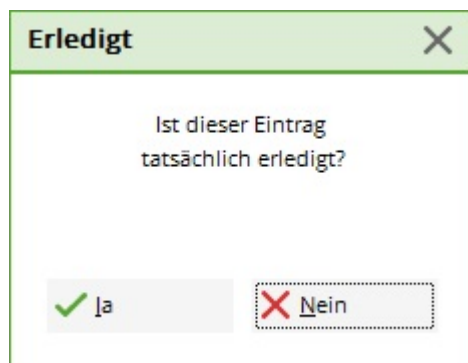 Erledigt
Ist dieser Eintrag
tatsächlich erledigt?
Ja
Nein